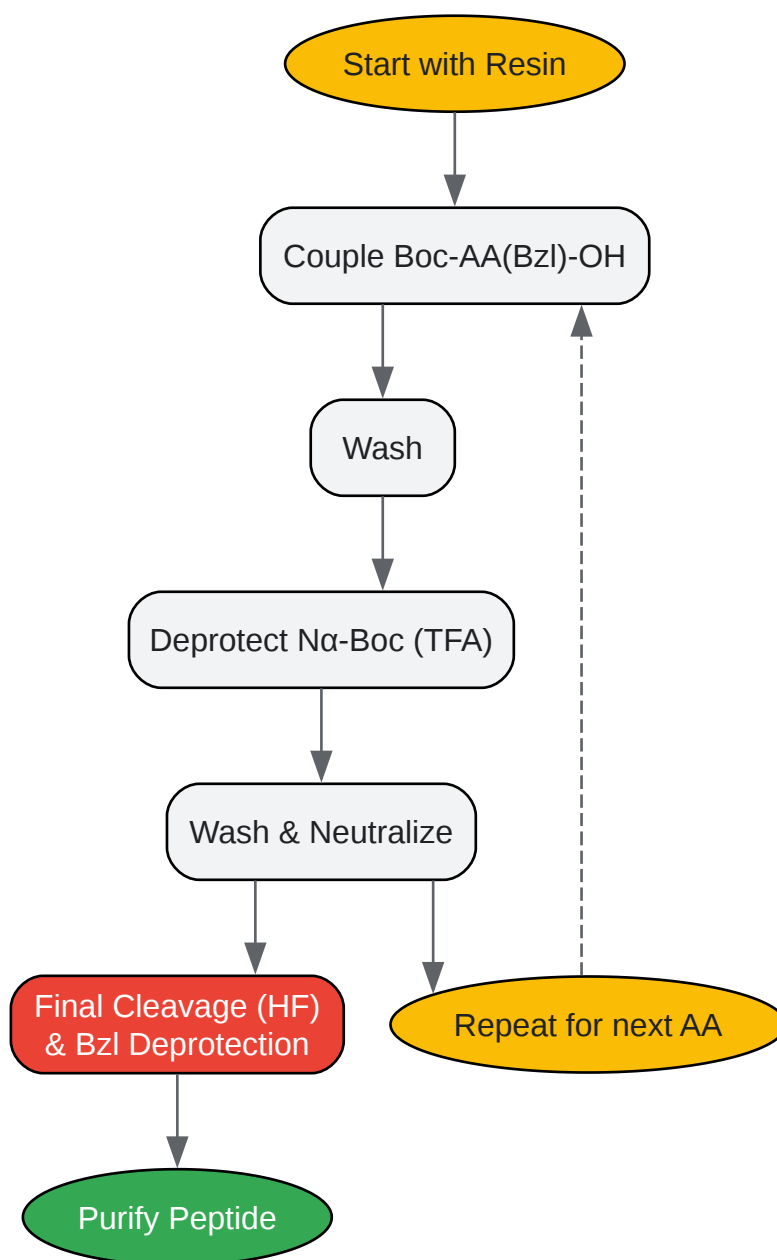 Start with Resin
Couple Boc-AA(Bzl)-OH
Wash
Deprotect Nα-Boc (TFA)
Wash & Neutralize
Final Cleavage (HF)
& Bzl Deprotection
Repeat for next AA
Purify Peptide